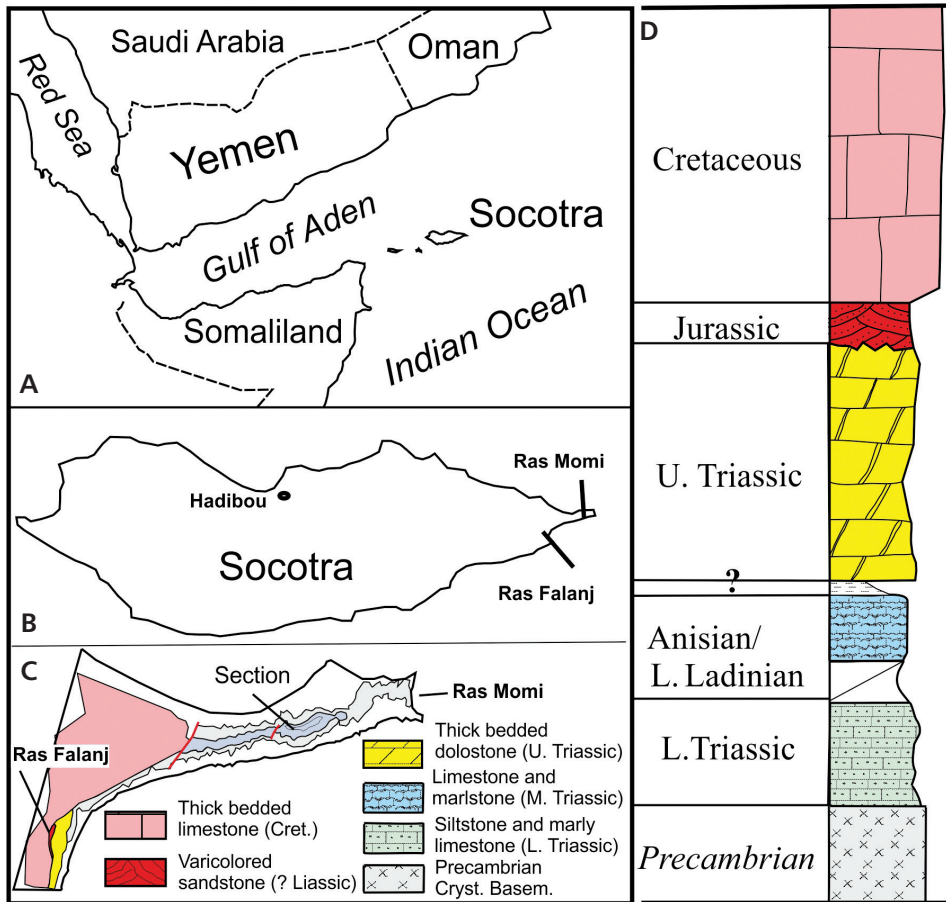 Saudi Arabia
Oman
Red Sea
Yemen
Gulf of Aden
Socotra
Somaliland
Indian Ocean
A
Ras Momi
Hadibou
Socotra
Ras Falanj
B
C
Section
Ras Momi
Ras Falanj
Thick bedded
limestone (Cret.)
Varicolored
sandstone (? Liassic)
Thick bedded
dolostone (U. Triassic)
Limestone and
marlstone (M. Triassic)
Siltstone and marly
limestone (L. Triassic)
Precambrian
Cryst. Basem.
D
Cretaceous
Jurassic
U. Triassic
?
Anisian/
L. Ladinian
L.Triassic
Precambrian